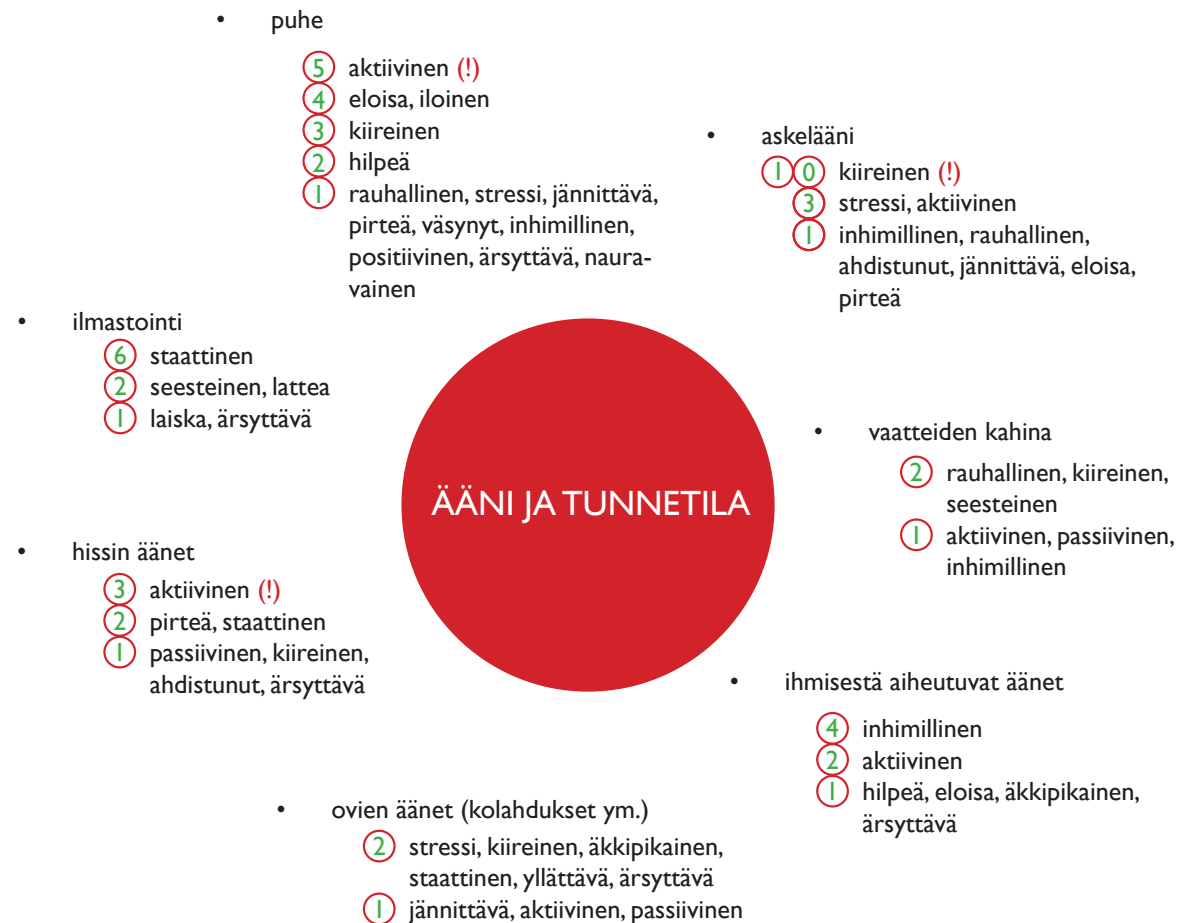 • puhe
5 aktiivinen (!)
4 eloisa, iloinen
3 kiireinen
2 hilpeä
1 rauhallinen, stressi, jännittävä,
pirteä, väsynyt, inhimillinen,
positiivinen, ärsyttävä, naura-
vainen
• askelääni
10 kiireinen (!)
3 stressi, aktiivinen
1 inhimillinen, rauhallinen,
ahdistunut, jännittävä, eloisa,
pirteä
• ilmastointi
6 staattinen
2 seesteinen, lattea
1 laiska, ärsyttävä
• vaatteiden kahina
2 rauhallinen, kiireinen,
seesteinen
1 aktiivinen, passiivinen,
inhimillinen
ÄÄNI JA TUNNETILA
• hissin äänet
3 aktiivinen (!)
2 pirteä, staattinen
1 passiivinen, kiireinen,
ahdistunut, ärsyttävä
• ihmisestä aiheutuvat äänet
4 inhimillinen
2 aktiivinen
1 hilpeä, eloisa, äkkipikainen,
ärsyttävä
• ovien äänet (kolahdukset ym.)
2 stressi, kiireinen, äkkipikainen,
staattinen, yllättävä, ärsyttävä
1 jännittävä, aktiivinen, passiivinen